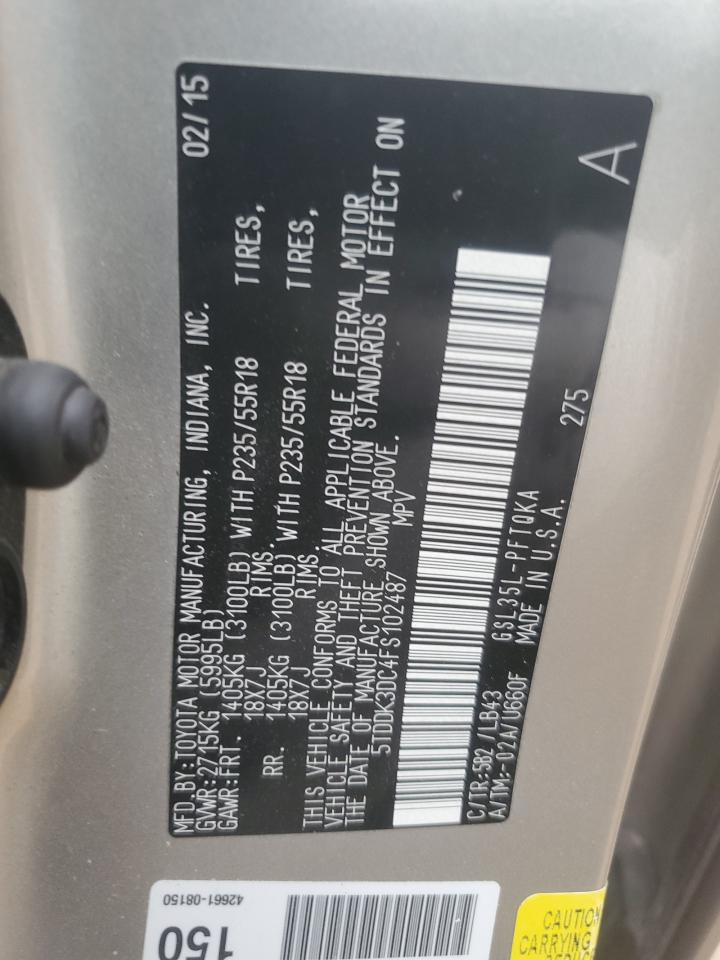 MFD.BY:TOYOTA MOTOR MANUFACTURING, INDIANA, INC. 02/15
GVWR:2715KG (5995LB)
GAWR:FRT. 1405KG (3100LB) WITH P235/55R18 TIRES,
18X7J RIMS,
RR. 1405KG (3100LB) WITH P235/55R18 TIRES,
18X7J RIMS.
THIS VEHICLE CONFORMS TO ALL APPLICABLE FEDERAL MOTOR
VEHICLE SAFETY AND THEFT PREVENTION STANDARDS IN EFFECT ON
THE DATE OF MANUFACTURE SHOWN ABOVE.
5TDDK3DC4FS102487 MPV
C/TR:5B2 /LB43 GSL35L-PFTQKA 275
A/TM:-02A/U660F MADE IN U.S.A.
A
42661-08150
150
CAUTION
CARRYING
REDUCE